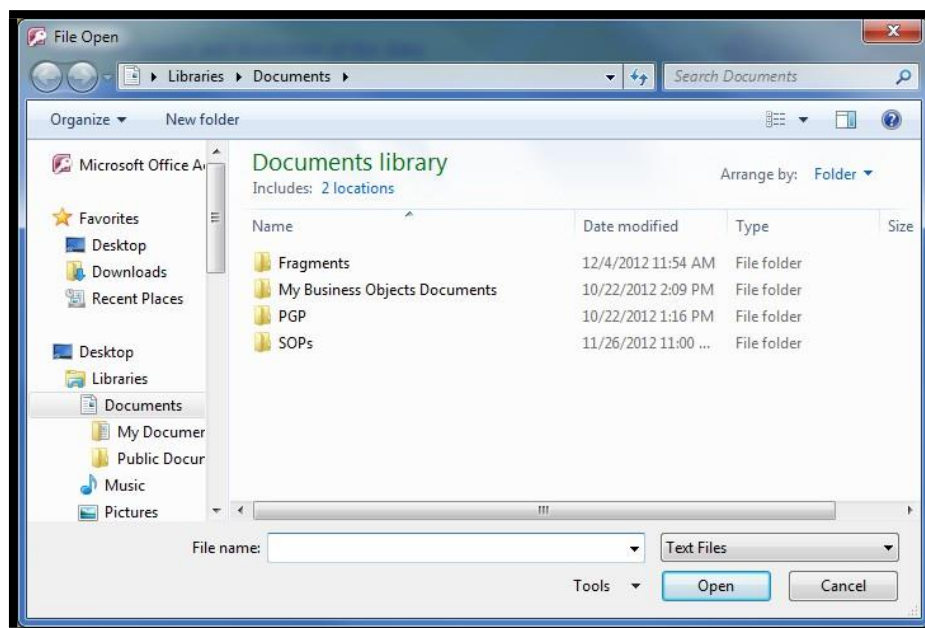 File Open
Libraries Documents
Search Documents
Organize New folder
Microsoft Office A
Documents library
Includes: 2 locations
Arrange by: Folder
Favorites
Desktop
Downloads
Recent Places
Name Date modified Type Size
Fragments 12/4/2012 11:54 AM File folder
My Business Objects Documents 10/22/2012 2:09 PM File folder
PGP 10/22/2012 1:16 PM File folder
SOPs 11/26/2012 11:00 ... File folder
Desktop
Libraries
Documents
My Documer
Public Docur
Music
Pictures
File name: Text Files
Tools Open Cancel